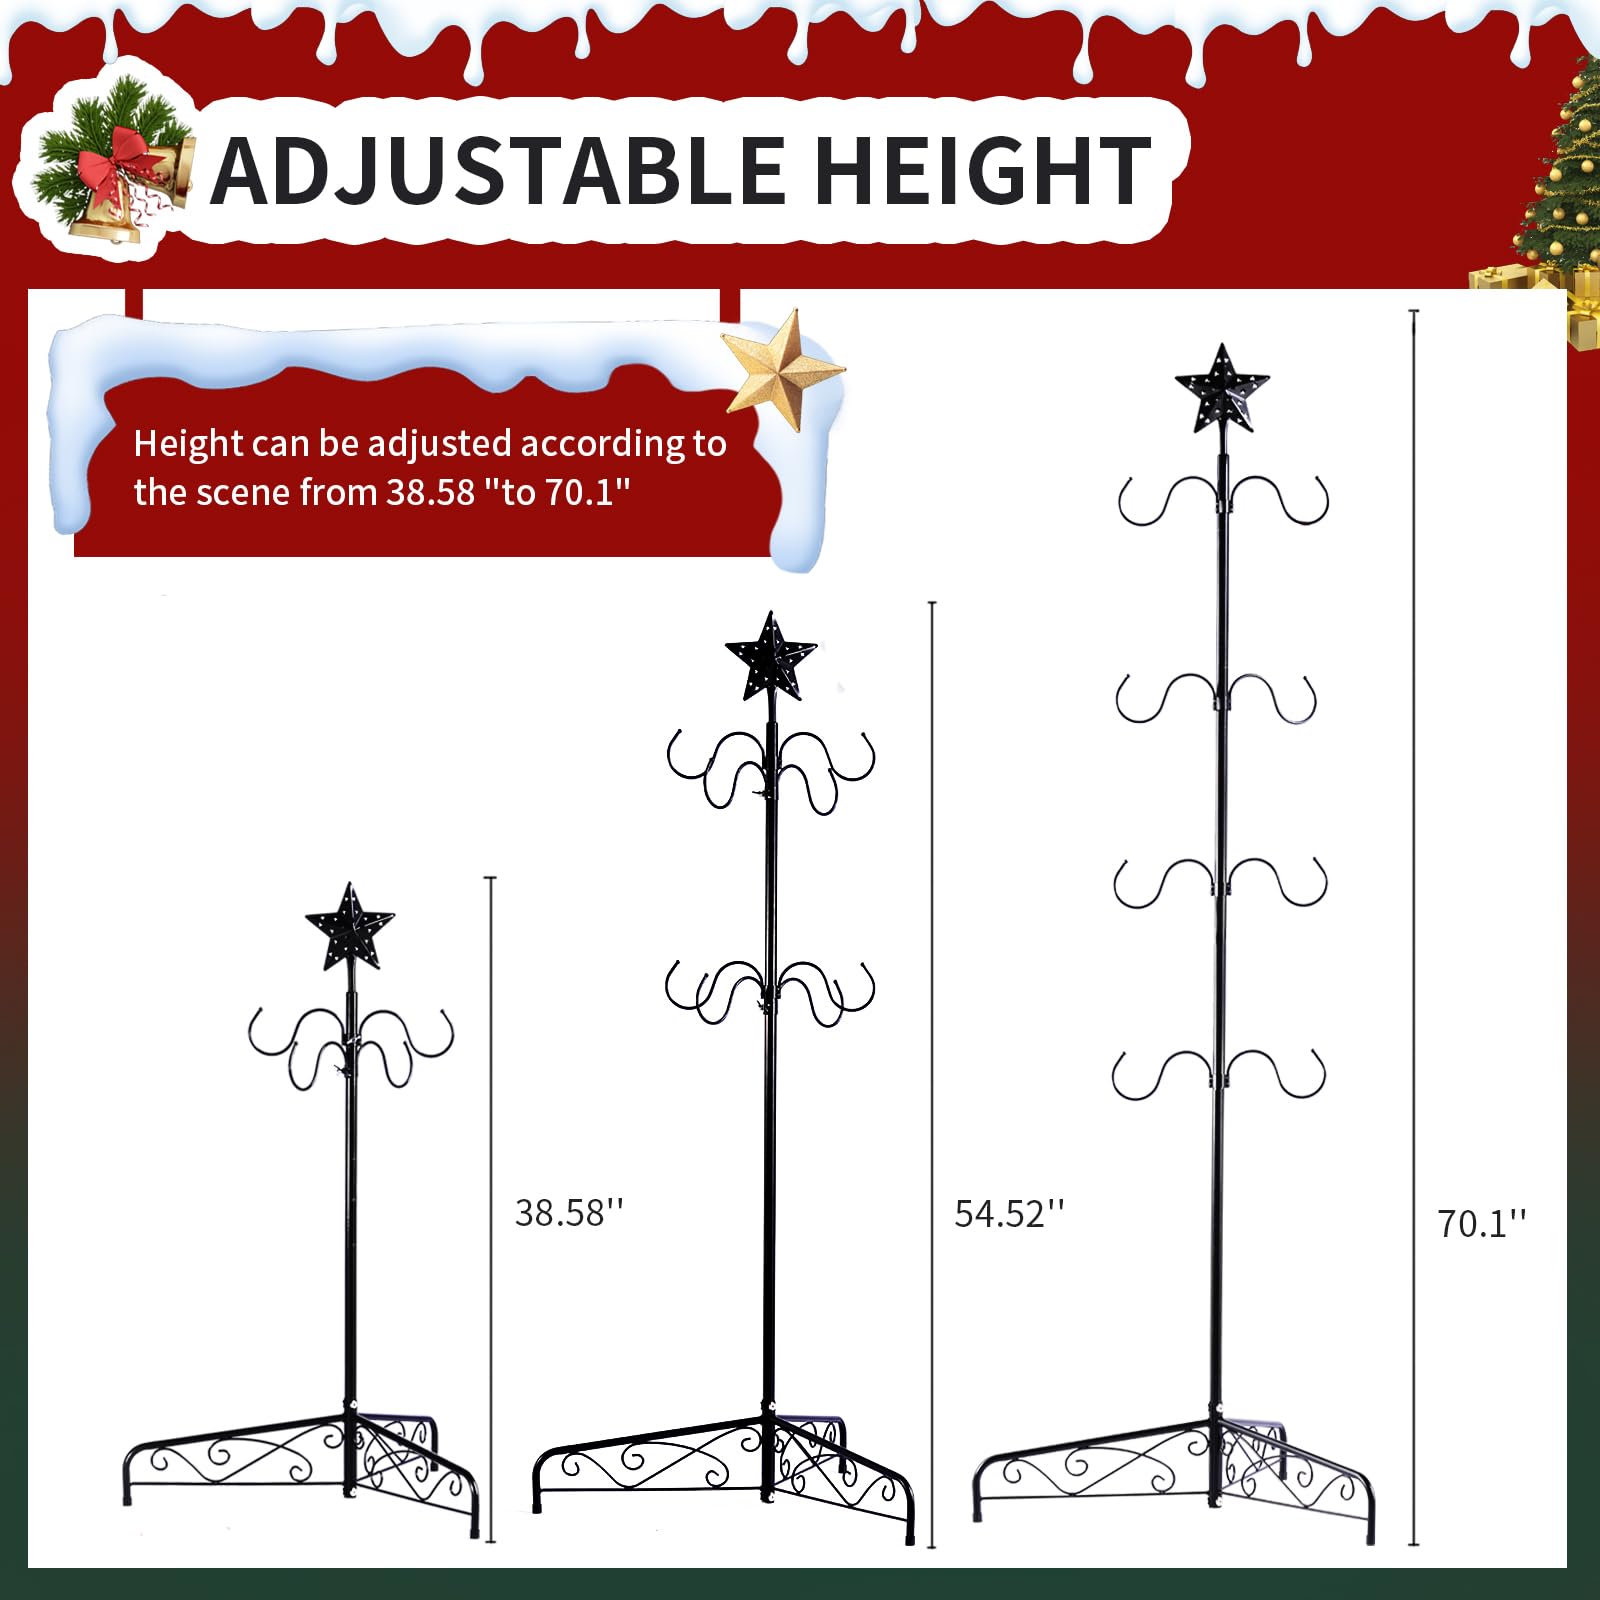 ADJUSTABLE HEIGHT
Height can be adjusted according to
the scene from 38.58 "to 70.1"
38.58''
54.52''
70.1''